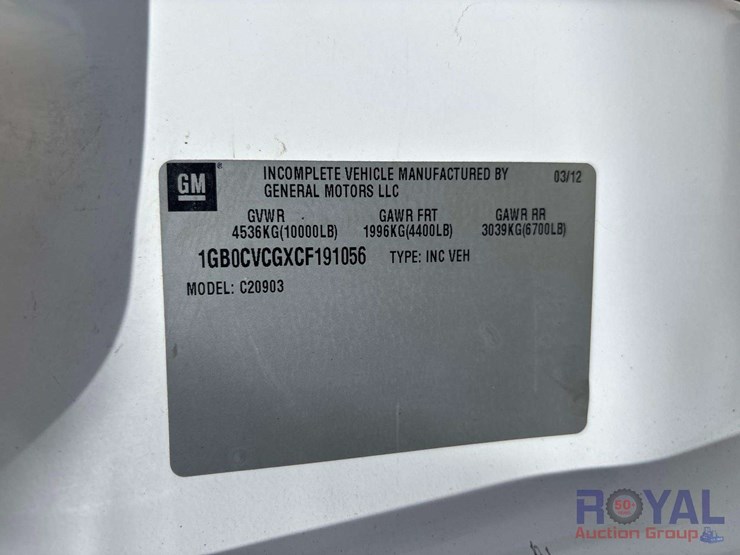 GM
INCOMPLETE VEHICLE MANUFACTURED BY
GENERAL MOTORS LLC
03/12
GVWR GAWR FRT GAWR RR
4536KG(10000LB) 1996KG(4400LB) 3039KG(6700LB)
1GB0CVCGXCF191056 TYPE: INC VEH
MODEL: C20903
ROYAL
50
Auction Group